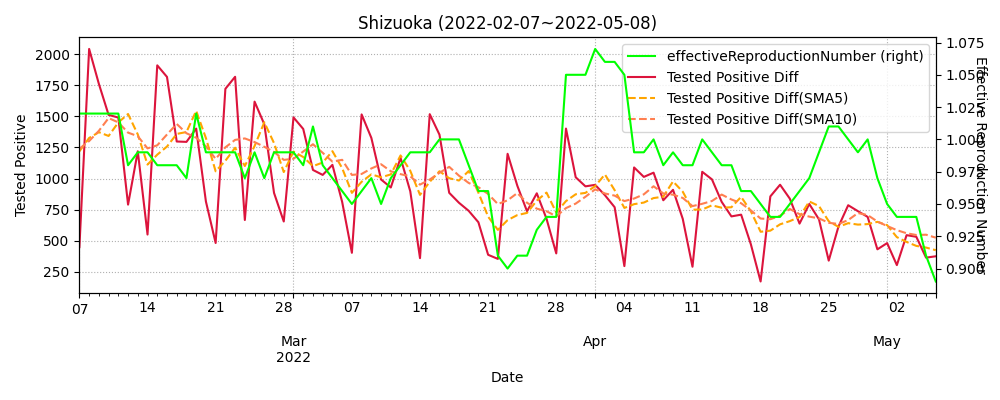 Shizuoka (2022-02-07~2022-05-08)
effectiveReproductionNumber (right)
Tested Positive Diff
Tested Positive Diff(SMA5)
Tested Positive Diff(SMA10)
Tested Positive
2000
1750
1500
1250
1000
750
500
250
1.075
1.050
1.025
1.000
0.975
0.950
0.925
0.900
Effective Reproduction Number
07 14 21 28 07 14 21 28 04 11 18 25 02
Mar Apr May
2022
Date